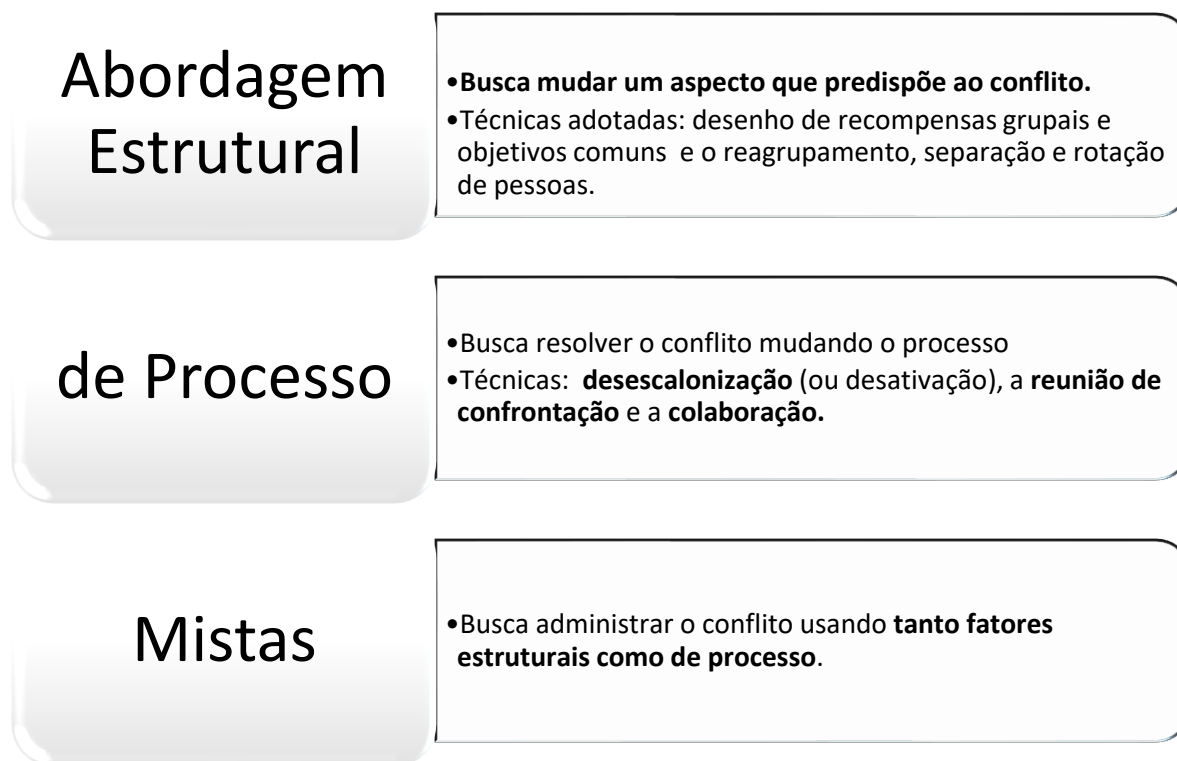 Abordagem
Estrutural
•Busca mudar um aspecto que predispõe ao conflito.
•Técnicas adotadas: desenho de recompensas grupais e
objetivos comuns e o reagrupamento, separação e rotação
de pessoas.
de Processo
•Busca resolver o conflito mudando o processo
•Técnicas: desescalonização (ou desativação), a reunião de
confrontação e a colaboração.
Mistas
•Busca administrar o conflito usando tanto fatores
estruturais como de processo.